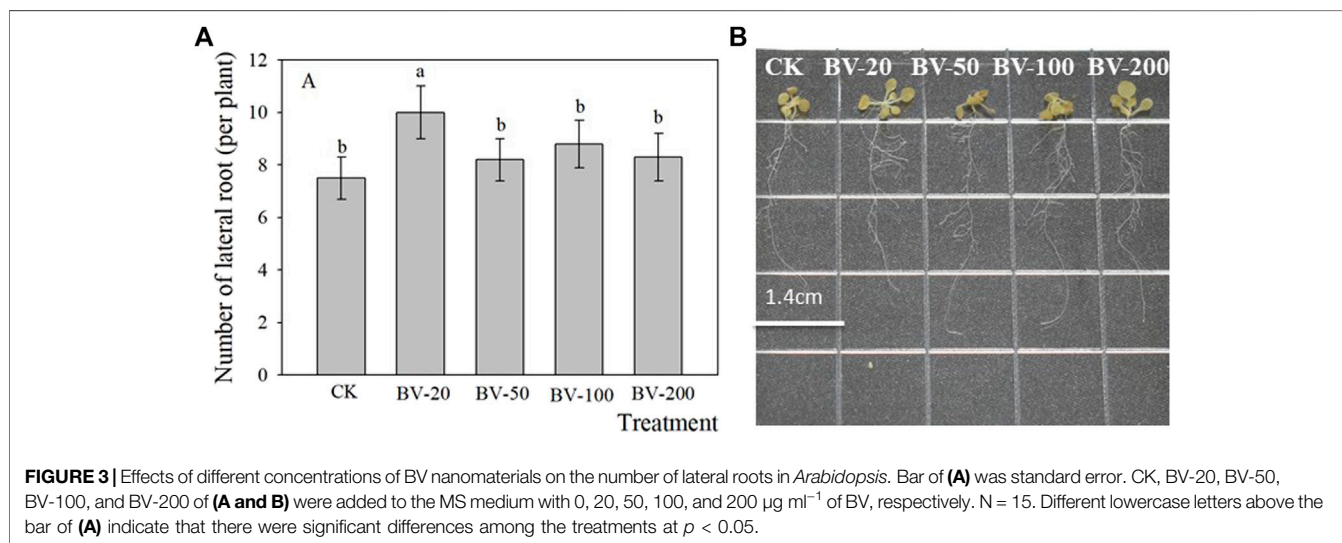 A
B
12
10
8
6
4
2
0
Number of lateral root (per plant)
A
b
a
b
b
b
CK
BV-20
BV-50
BV-100
BV-200
Treatment
CK BV-20 BV-50 BV-100 BV-200
1.4cm
FIGURE 3 | Effects of different concentrations of BV nanomaterials on the number of lateral roots in Arabidopsis. Bar of (A) was standard error. CK, BV-20, BV-50,
BV-100, and BV-200 of (A and B) were added to the MS medium with 0, 20, 50, 100, and 200 μg ml⁻¹ of BV, respectively. N = 15. Different lowercase letters above the
bar of (A) indicate that there were significant differences among the treatments at p < 0.05.